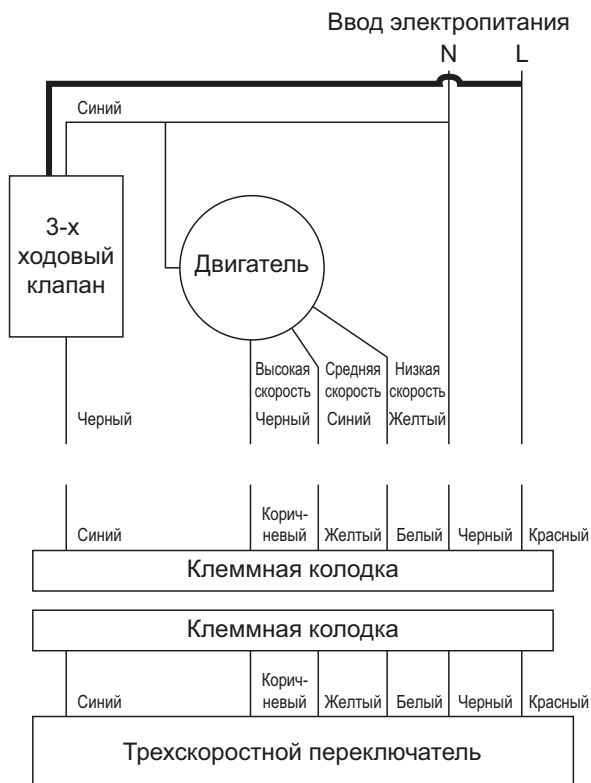 Ввод электропитания
N L
Синий
3-х
ходовый
клапан
Двигатель
Высокая
скорость
Средняя
скорость
Низкая
скорость
Черный
Черный
Синий
Желтый
Синий
Корич-
невый
Желтый
Белый
Черный
Красный
Клеммная колодка
Клеммная колодка
Синий
Корич-
невый
Желтый
Белый
Черный
Красный
Трехскоростной переключатель